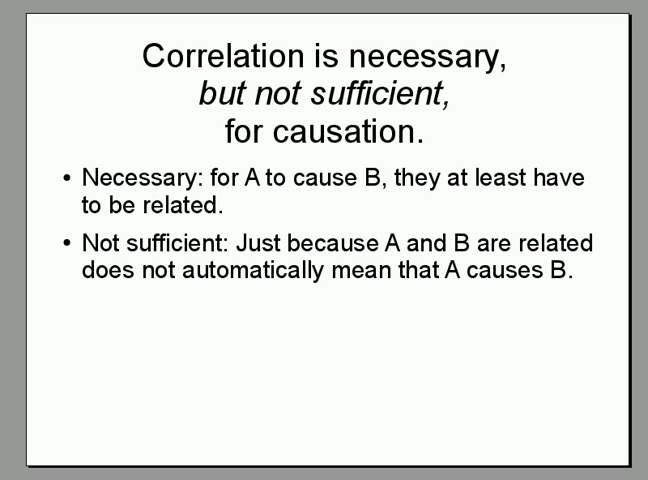 Correlation is necessary,
but not sufficient,
for causation.
• Necessary: for A to cause B, they at least have
to be related.
• Not sufficient: Just because A and B are related
does not automatically mean that A causes B.